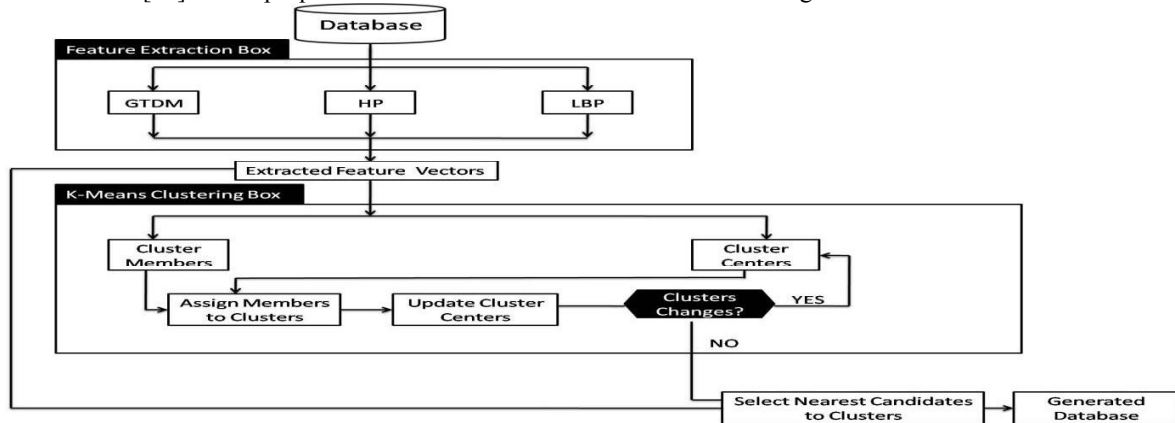 Database
Feature Extraction Box
GTDM
HP
LBP
Extracted Feature Vectors
K-Means Clustering Box
Cluster
Members
Cluster
Centers
Assign Members
to Clusters
Update Cluster
Centers
Clusters
Changes?
YES
NO
Select Nearest Candidates
to Clusters
Generated
Database